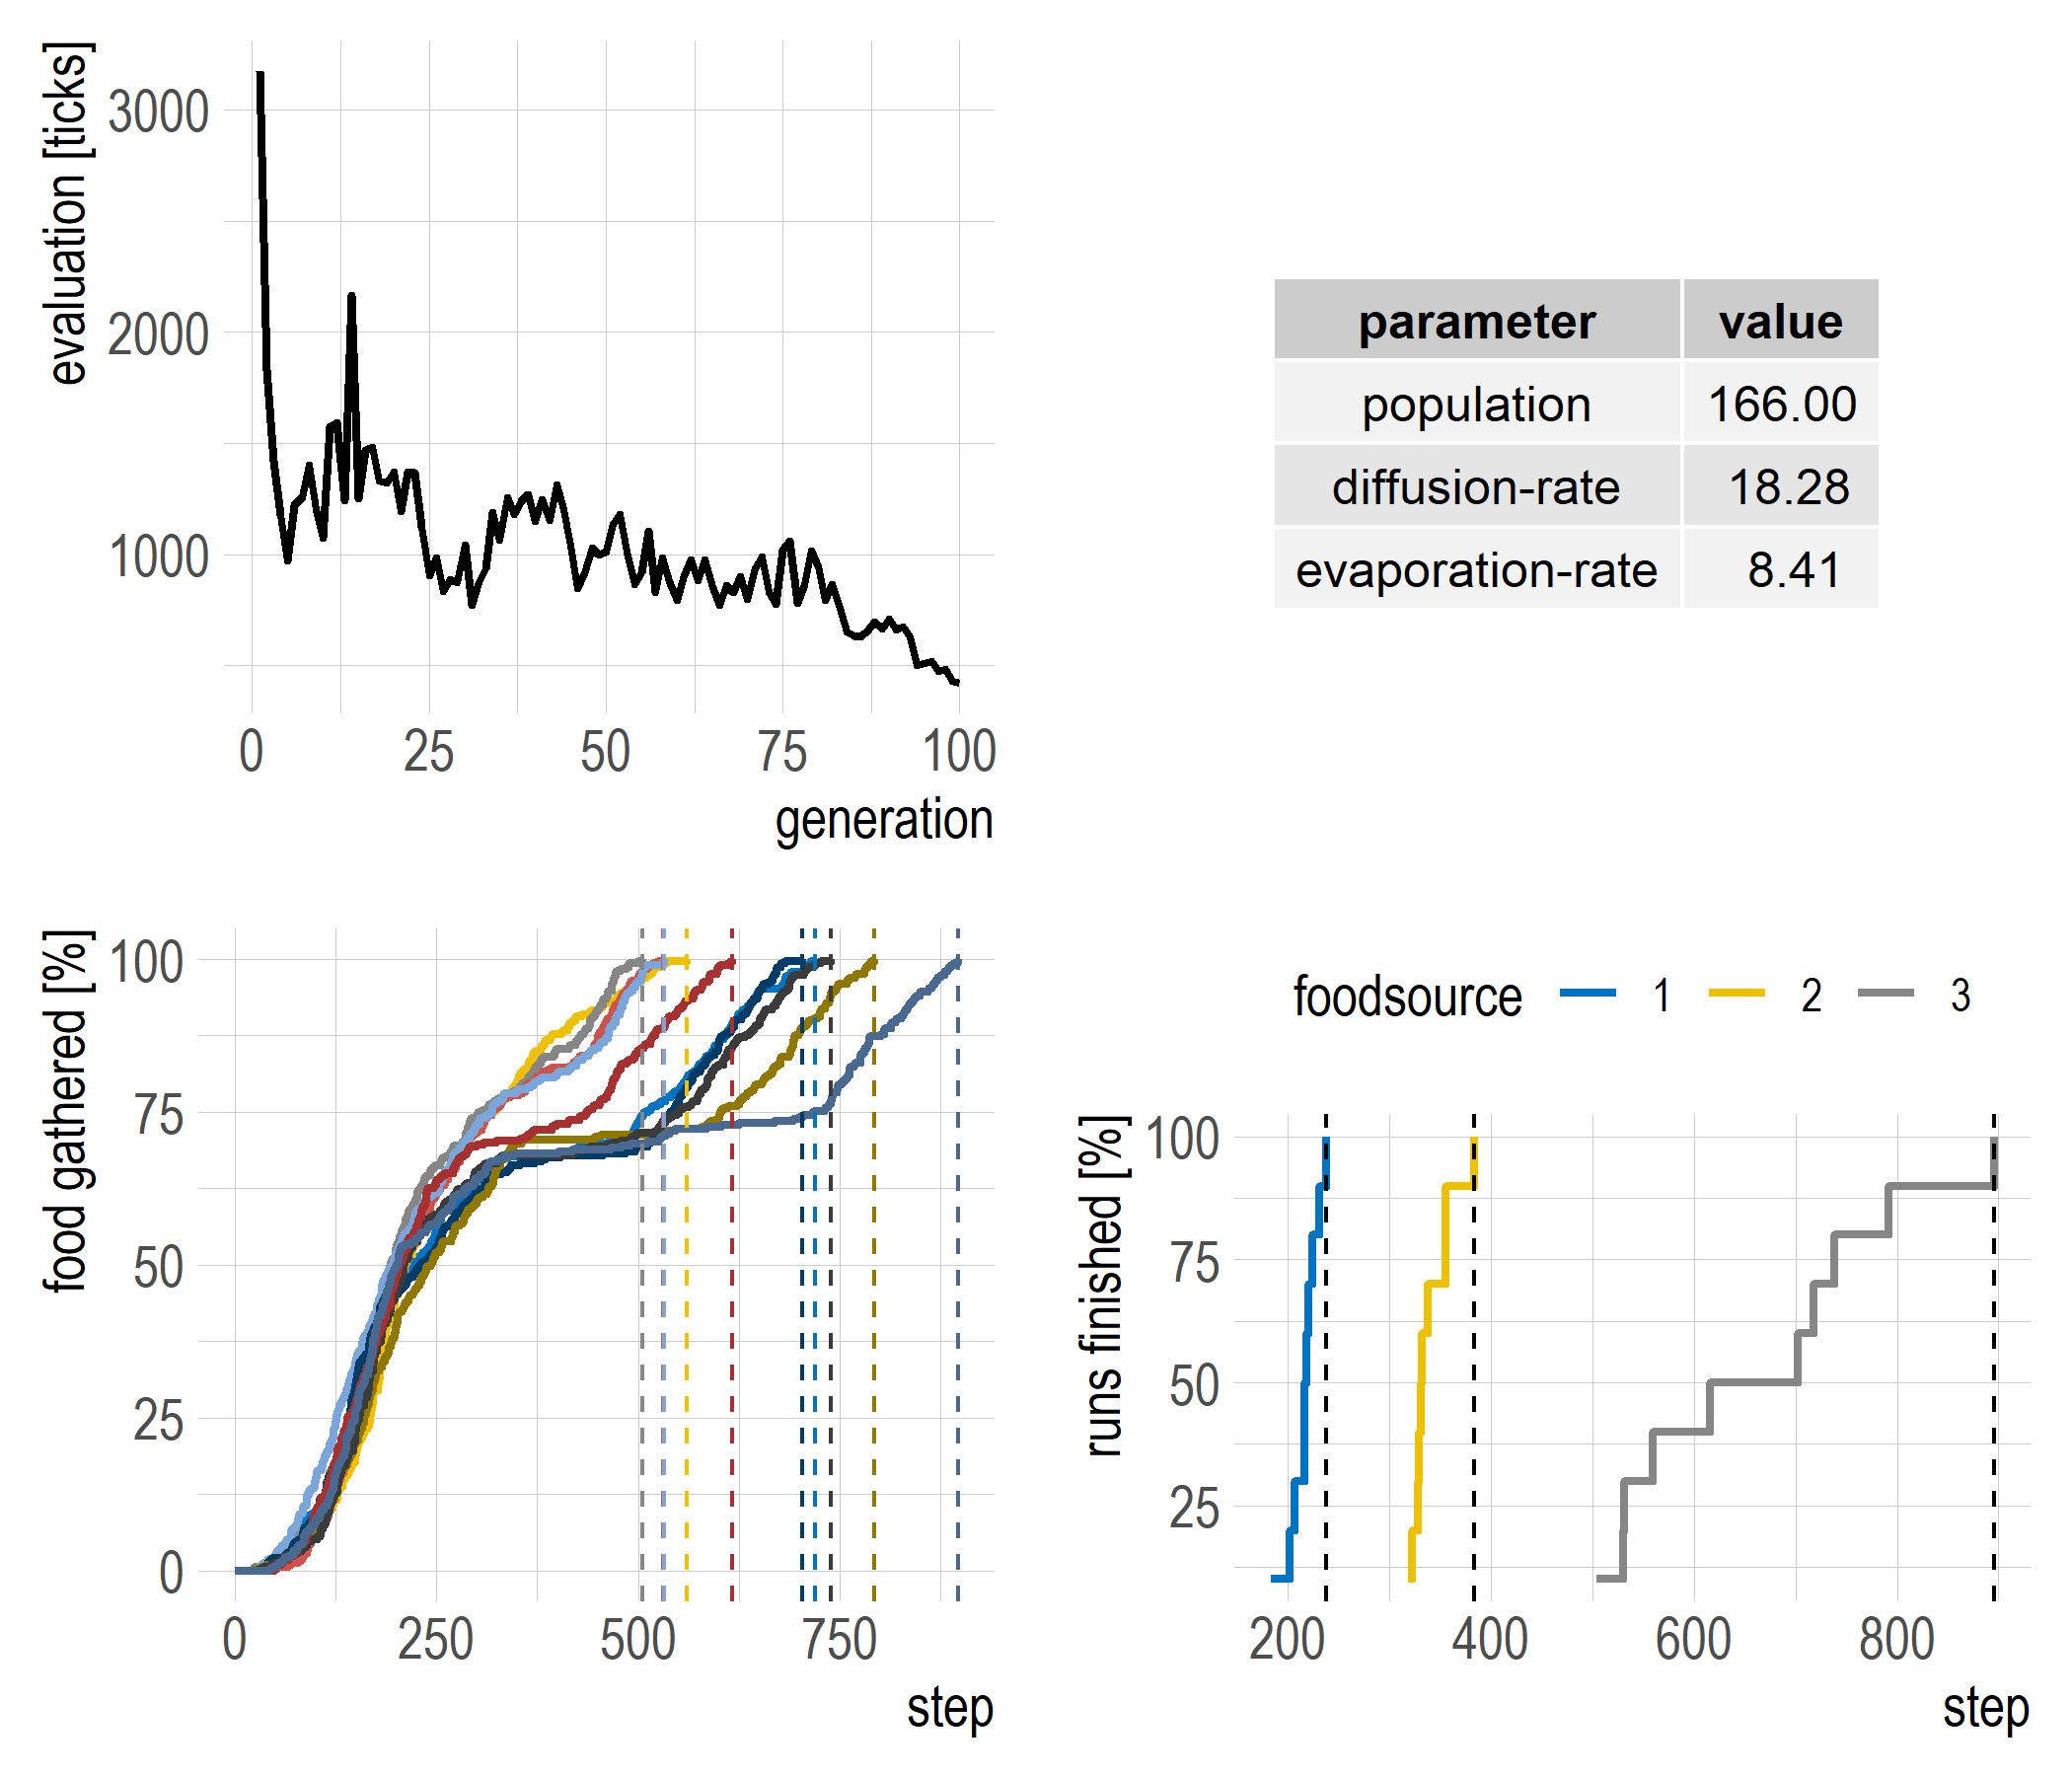 evaluation [ticks]
3000
2000
1000
0 25 50 75 100
generation
parameter value
population 166.00
diffusion-rate 18.28
evaporation-rate 8.41
food gathered [%]
100
75
50
25
0
0 250 500 750
step
foodsource 1 2 3
runs finished [%]
100
75
50
25
200 400 600 800
step